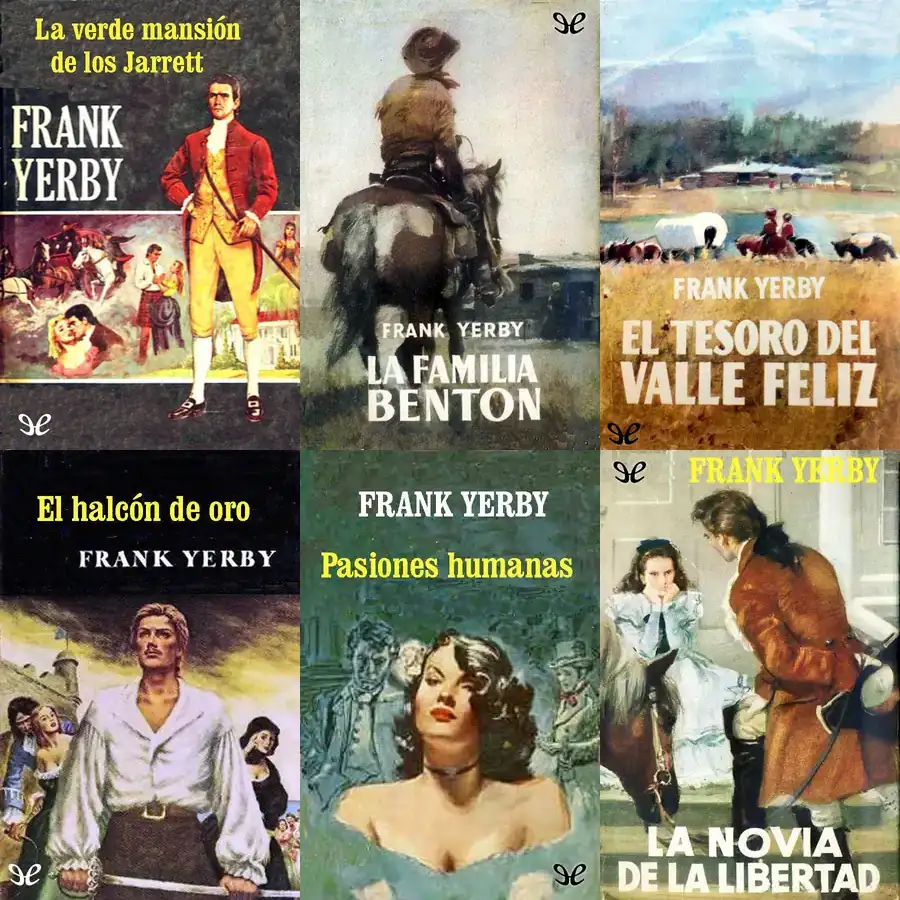 La verde mansión
de los Jarrett
FRANK
YERBY
FRANK YERBY
LA FAMILIA
BENTON
FRANK YERBY
EL TESORO DEL
VALLE FELIZ
El halcón de oro
FRANK YERBY
FRANK YERBY
Pasiones humanas
FRANK YERBY
LA NOVIA
DE LA LIBERTAD